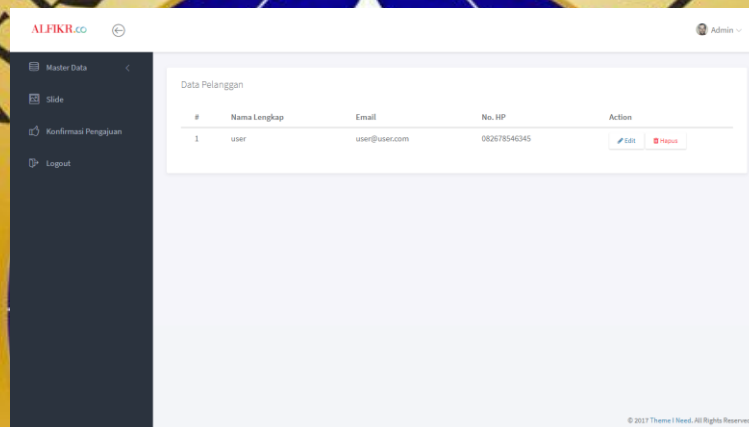 ALFIKR.co
Admin
Master Data
Slide
Konfirmasi Pengajuan
Logout
Data Pelanggan
# Nama Lengkap Email No. HP Action
1 user user@user.com 082678546345 Edit Hapus
© 2017 Theme I Need. All Rights Reserved